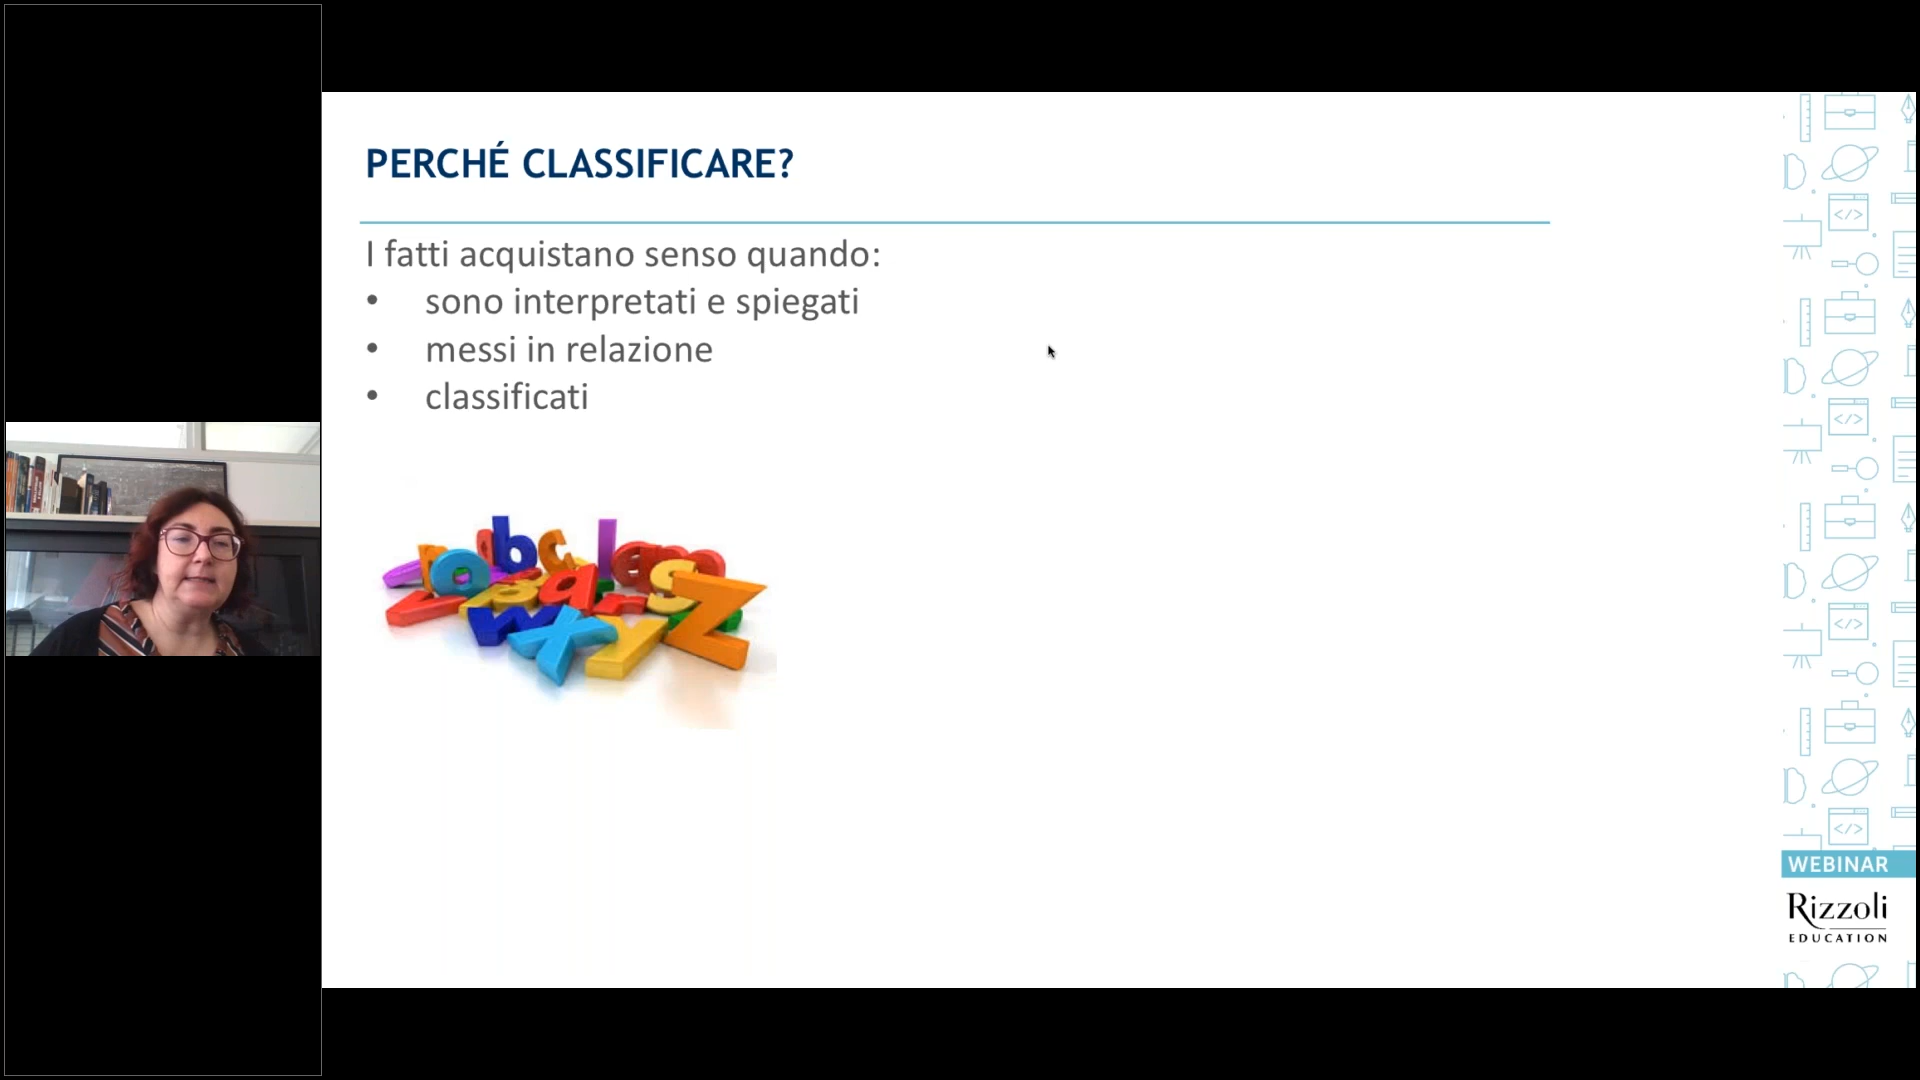 PERCHÉ CLASSIFICARE?
I fatti acquistano senso quando:
• sono interpretati e spiegati
• messi in relazione
• classificati
WEBINAR
Rizzoli
EDUCATION